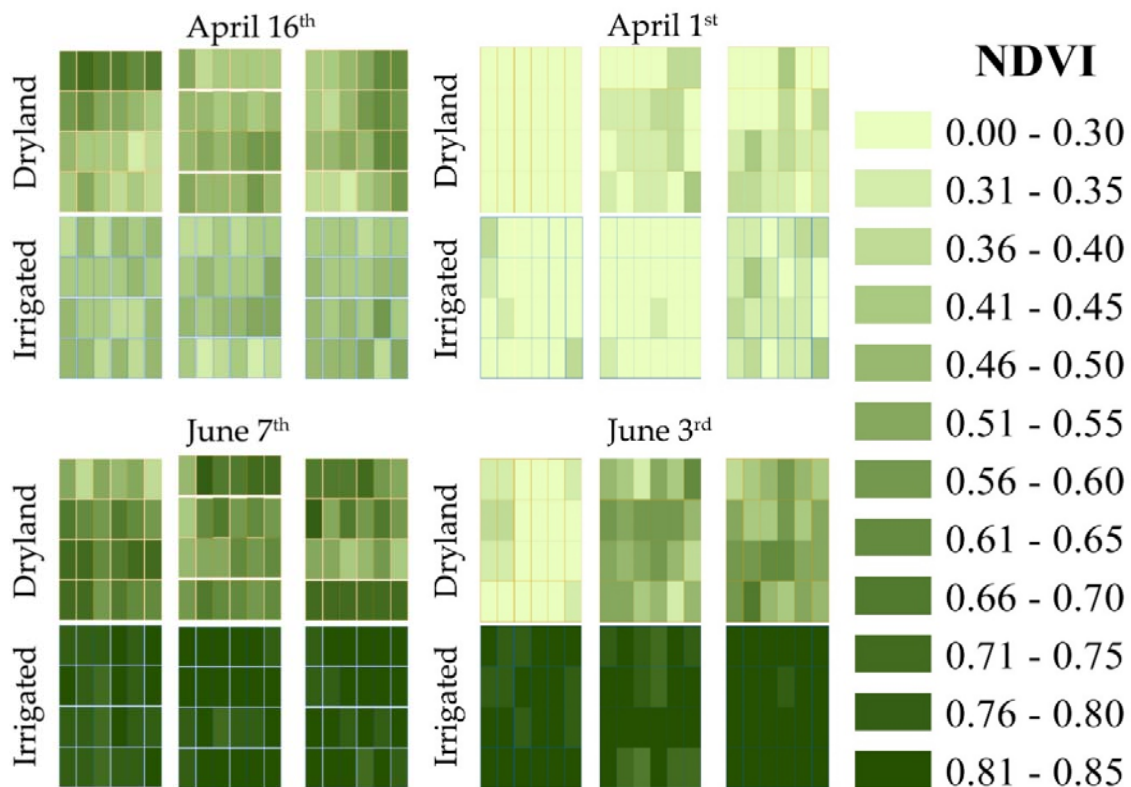 April 16th
April 1st
Dryland
Irrigated
Dryland
Irrigated
June 7th
June 3rd
Dryland
Irrigated
Dryland
Irrigated
NDVI
0.00 - 0.30
0.31 - 0.35
0.36 - 0.40
0.41 - 0.45
0.46 - 0.50
0.51 - 0.55
0.56 - 0.60
0.61 - 0.65
0.66 - 0.70
0.71 - 0.75
0.76 - 0.80
0.81 - 0.85